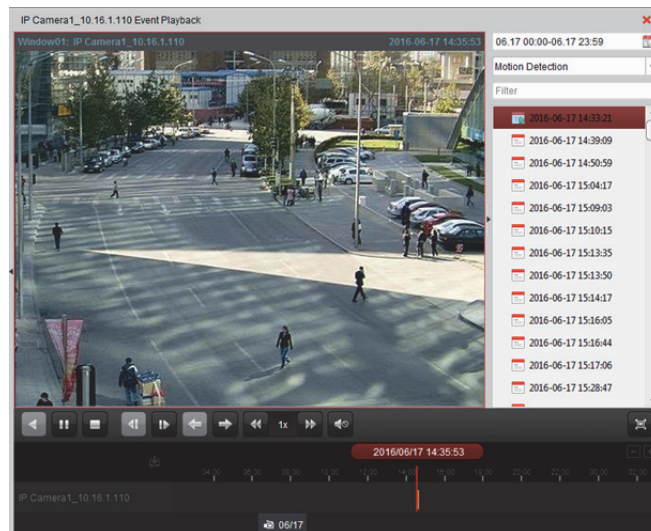 IP Camera1_10.16.1.110 Event Playback
Window01: IP Camera1_10.16.1.110 2016-06-17 14:35:53
06.17 00:00-06.17 23:59
Motion Detection
Filter
2016-06-17 14:33:21
2016-06-17 14:39:09
2016-06-17 14:50:59
2016-06-17 15:04:17
2016-06-17 15:09:03
2016-06-17 15:10:15
2016-06-17 15:13:35
2016-06-17 15:13:50
2016-06-17 15:14:17
2016-06-17 15:16:05
2016-06-17 15:16:44
2016-06-17 15:17:06
2016-06-17 15:28:47
1x
2016/06/17 14:35:53
IP Camera1_10.16.1.110
06/17